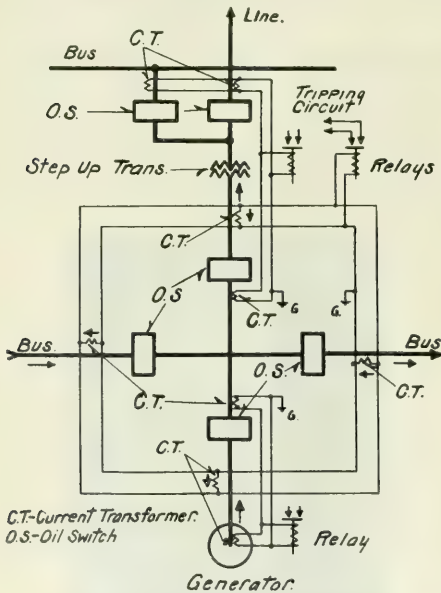 Line.
C.T.
Bus
O.S.
Tripping
Circuit
Step Up Trans.
Relays
C.T.
O.S
C.T.
G.
G.
Bus.
Bus
O.S.
C.T.
C.T.
G.
C.T.
C.T.-Current Transformer.
O.S.-Oil Switch
Relay
Generator.